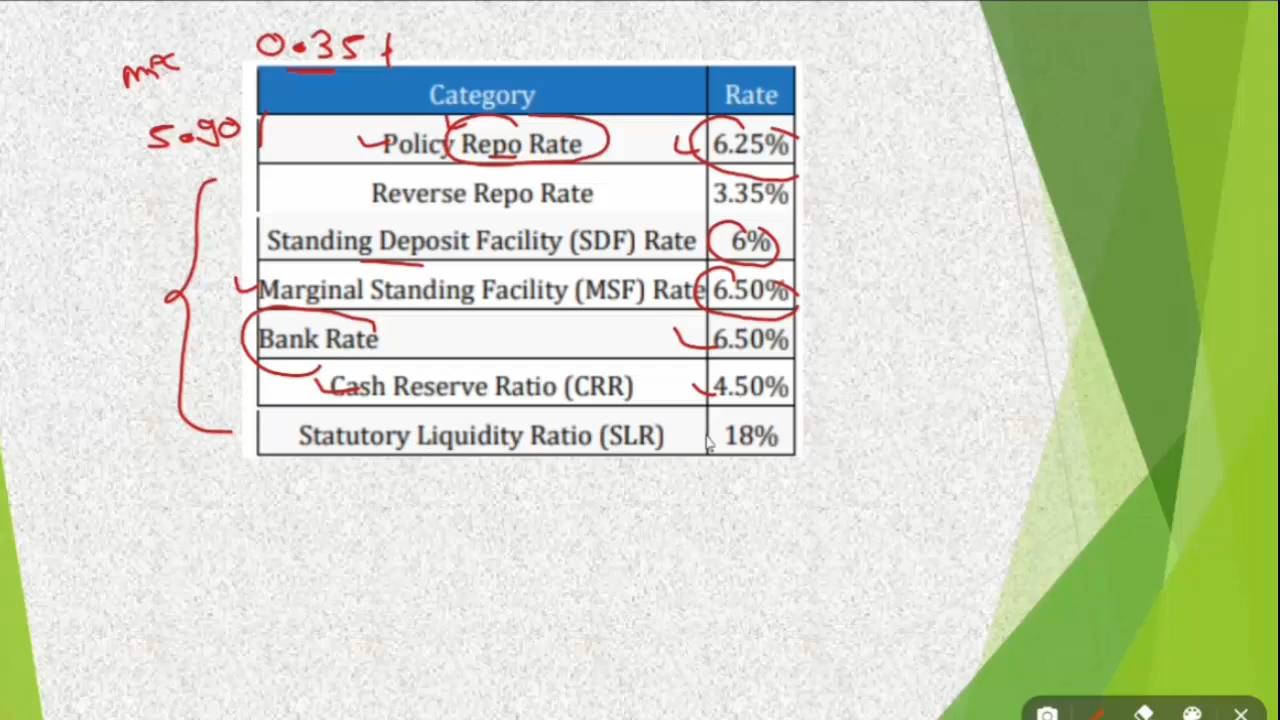 0.35↑
mpc
Category Rate
5.90
Policy Repo Rate 6.25%
Reverse Repo Rate 3.35%
Standing Deposit Facility (SDF) Rate 6%
Marginal Standing Facility (MSF) Rate 6.50%
Bank Rate 6.50%
Cash Reserve Ratio (CRR) 4.50%
Statutory Liquidity Ratio (SLR) 18%